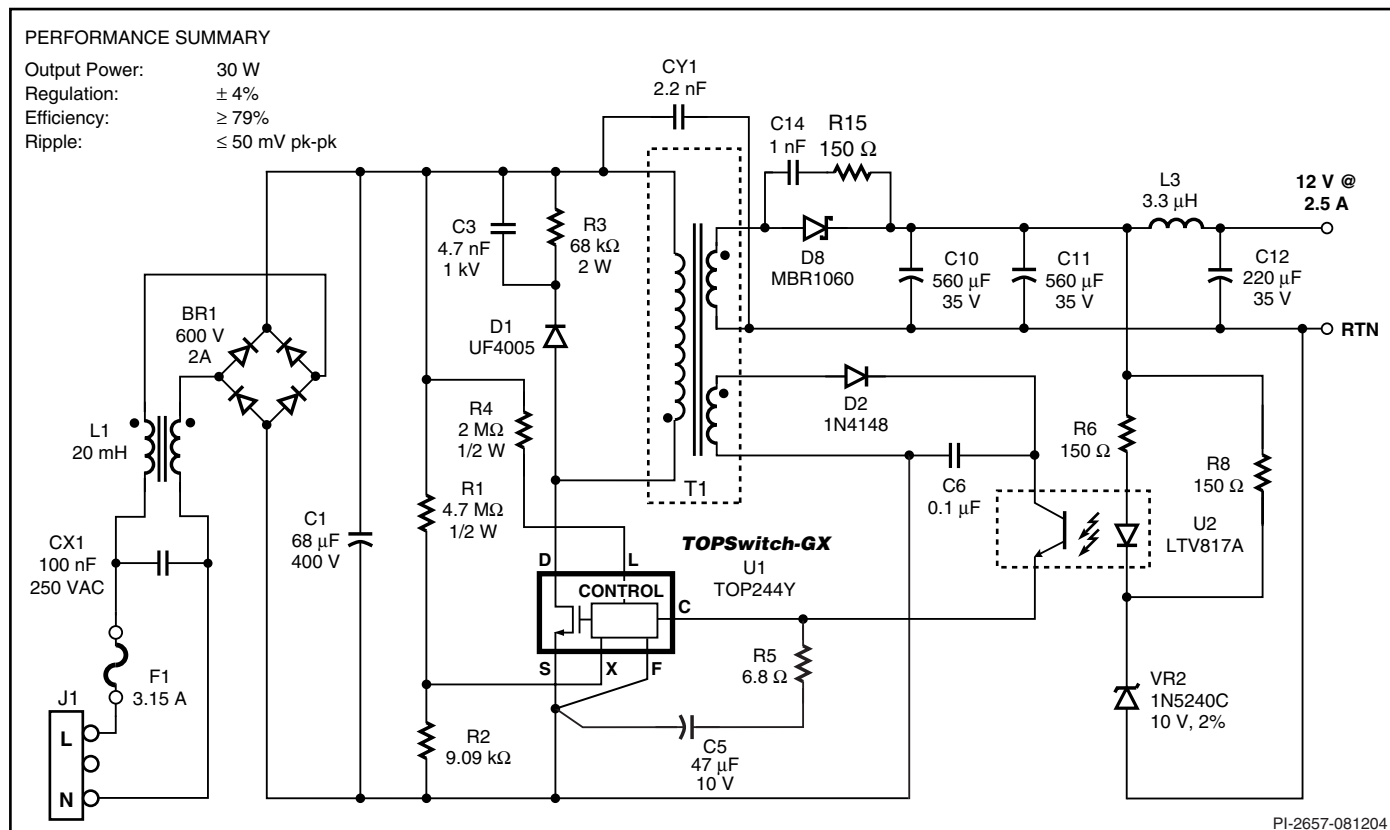 PERFORMANCE SUMMARY
Output Power: 30 W
Regulation: ± 4%
Efficiency: ≥ 79%
Ripple: ≤ 50 mV pk-pk
CY1
2.2 nF
C14
1 nF
R15
150 Ω
L3
3.3 µH
12 V @
2.5 A
C3
4.7 nF
1 kV
R3
68 kΩ
2 W
D8
MBR1060
C10
560 µF
35 V
C11
560 µF
35 V
C12
220 µF
35 V
BR1
600 V
2A
D1
UF4005
RTN
D2
1N4148
R4
2 MΩ
1/2 W
L1
20 mH
R6
150 Ω
R8
150 Ω
T1
C6
0.1 µF
R1
4.7 MΩ
1/2 W
C1
68 µF
400 V
CX1
100 nF
250 VAC
TOPSwitch-GX
U1
TOP244Y
U2
LTV817A
D
L
CONTROL
C
S
X
F
R5
6.8 Ω
F1
3.15 A
VR2
1N5240C
10 V, 2%
J1
L
N
R2
9.09 kΩ
C5
47 µF
10 V
PI-2657-081204